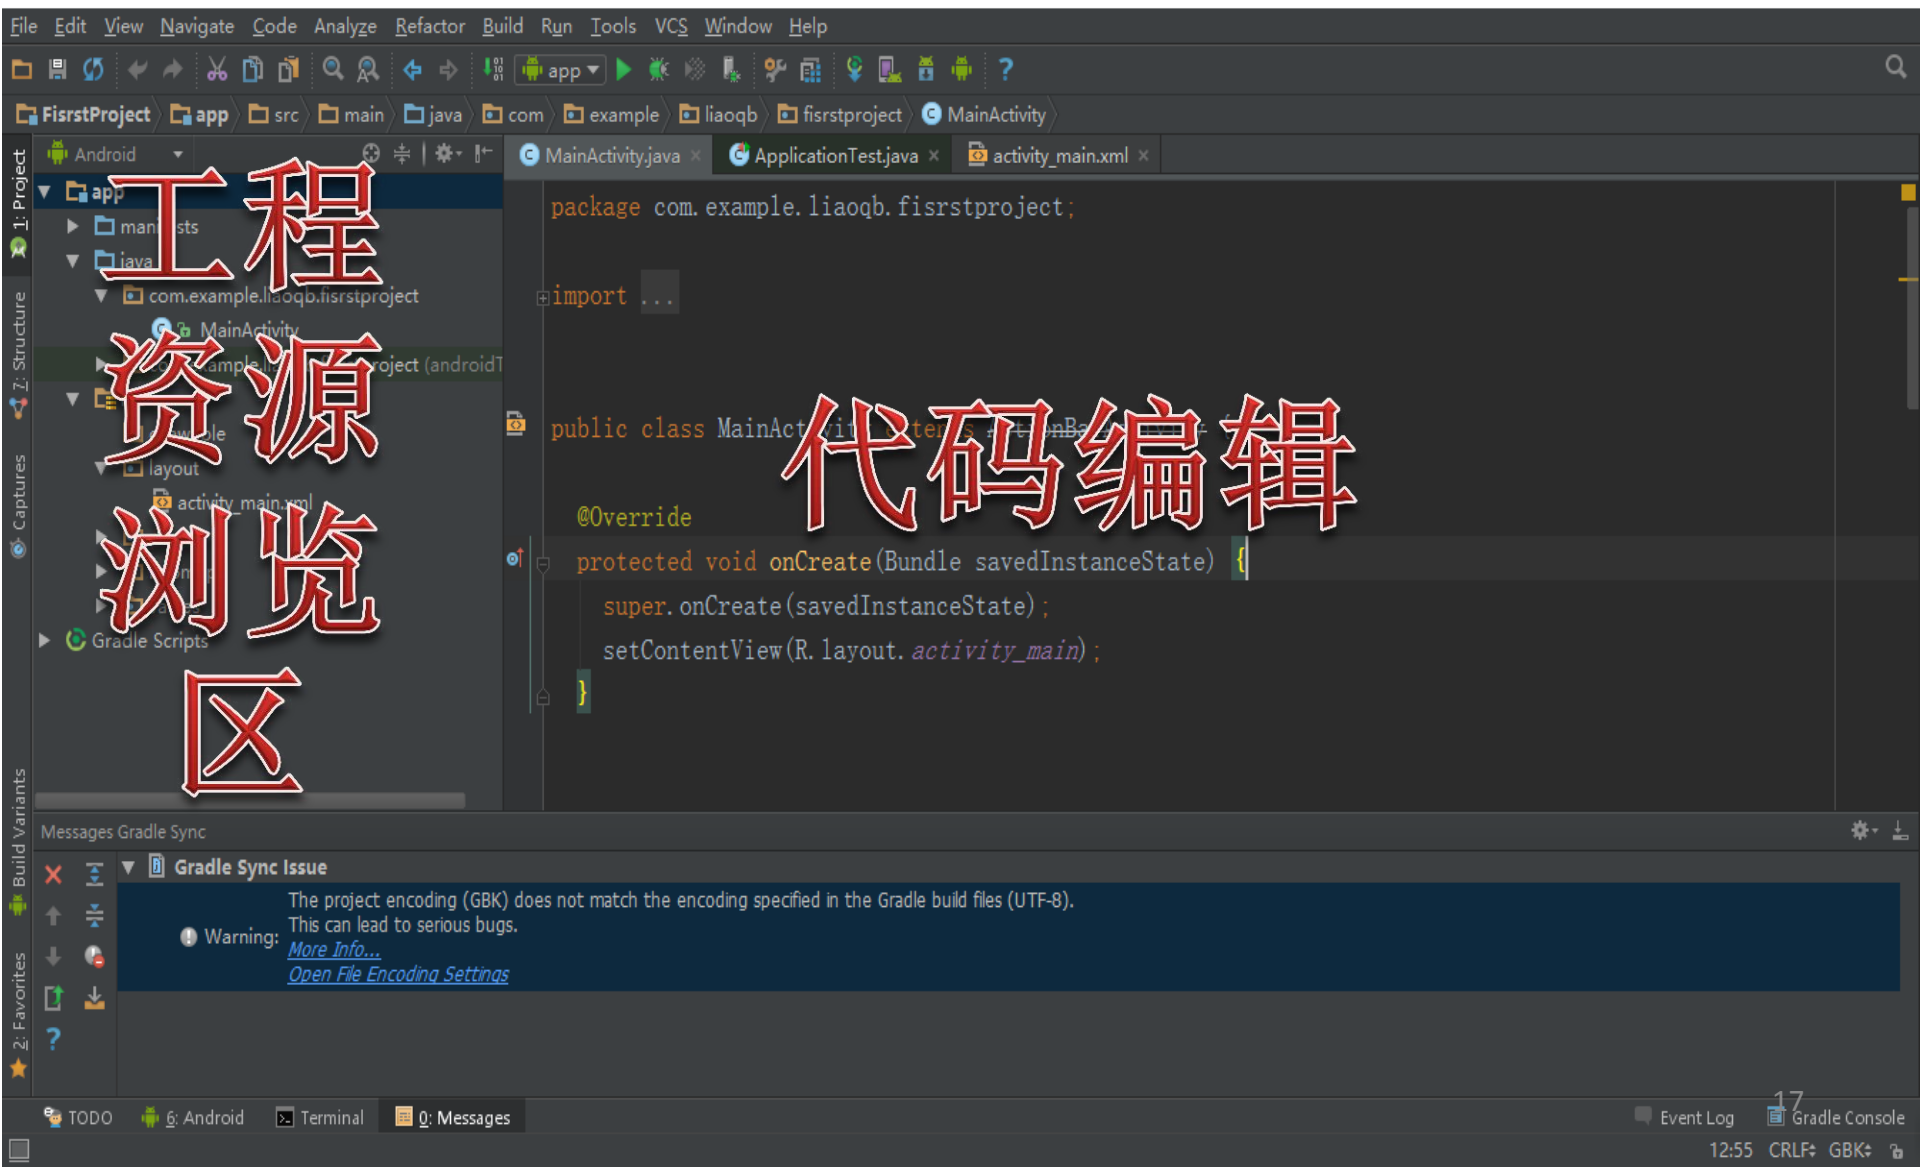 File Edit View Navigate Code Analyze Refactor Build Run Tools VCS Window Help
app
FisrstProject app src main java com example liaoqb fisrstproject MainActivity
Android
MainActivity.java ApplicationTest.java activity_main.xml
1: Project
7: Structure
Captures
Build Variants
2: Favorites
app
java
com.example.liaoqb.fisrstproject
MainActivity
(androidT
layout
activity_main.xml
Gradle Scripts
工程
资源
浏览
区
package com.example.liaoqb.fisrstproject;
import ...
public class
代码编辑
@Override
protected void onCreate(Bundle savedInstanceState) {
super.onCreate(savedInstanceState);
setContentView(R.layout.activity_main);
}
Messages Gradle Sync
Gradle Sync Issue
Warning:
The project encoding (GBK) does not match the encoding specified in the Gradle build files (UTF-8).
This can lead to serious bugs.
More Info...
Open File Encoding Settings
17
TODO 6: Android Terminal 0: Messages Event Log Gradle Console
12:55 CRLF GBK